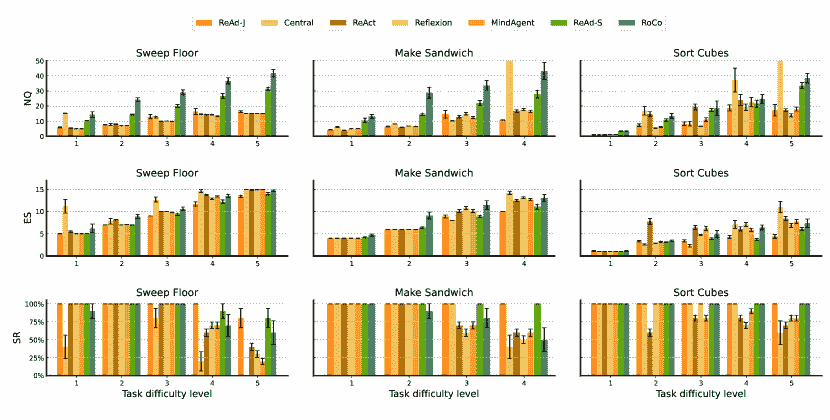 ReAd-J Central ReAct Reflexion MindAgent ReAd-S RoCo
Sweep Floor Make Sandwich Sort Cubes
NQ
50
40
30
20
10
0
1 2 3 4 5
1 2 3 4
1 2 3 4 5
Sweep Floor Make Sandwich Sort Cubes
ES
15
10
5
0
1 2 3 4 5
1 2 3 4
1 2 3 4 5
Sweep Floor Make Sandwich Sort Cubes
SR
100%
75%
50%
25%
0%
1 2 3 4 5
1 2 3 4
1 2 3 4 5
Task difficulty level Task difficulty level Task difficulty level